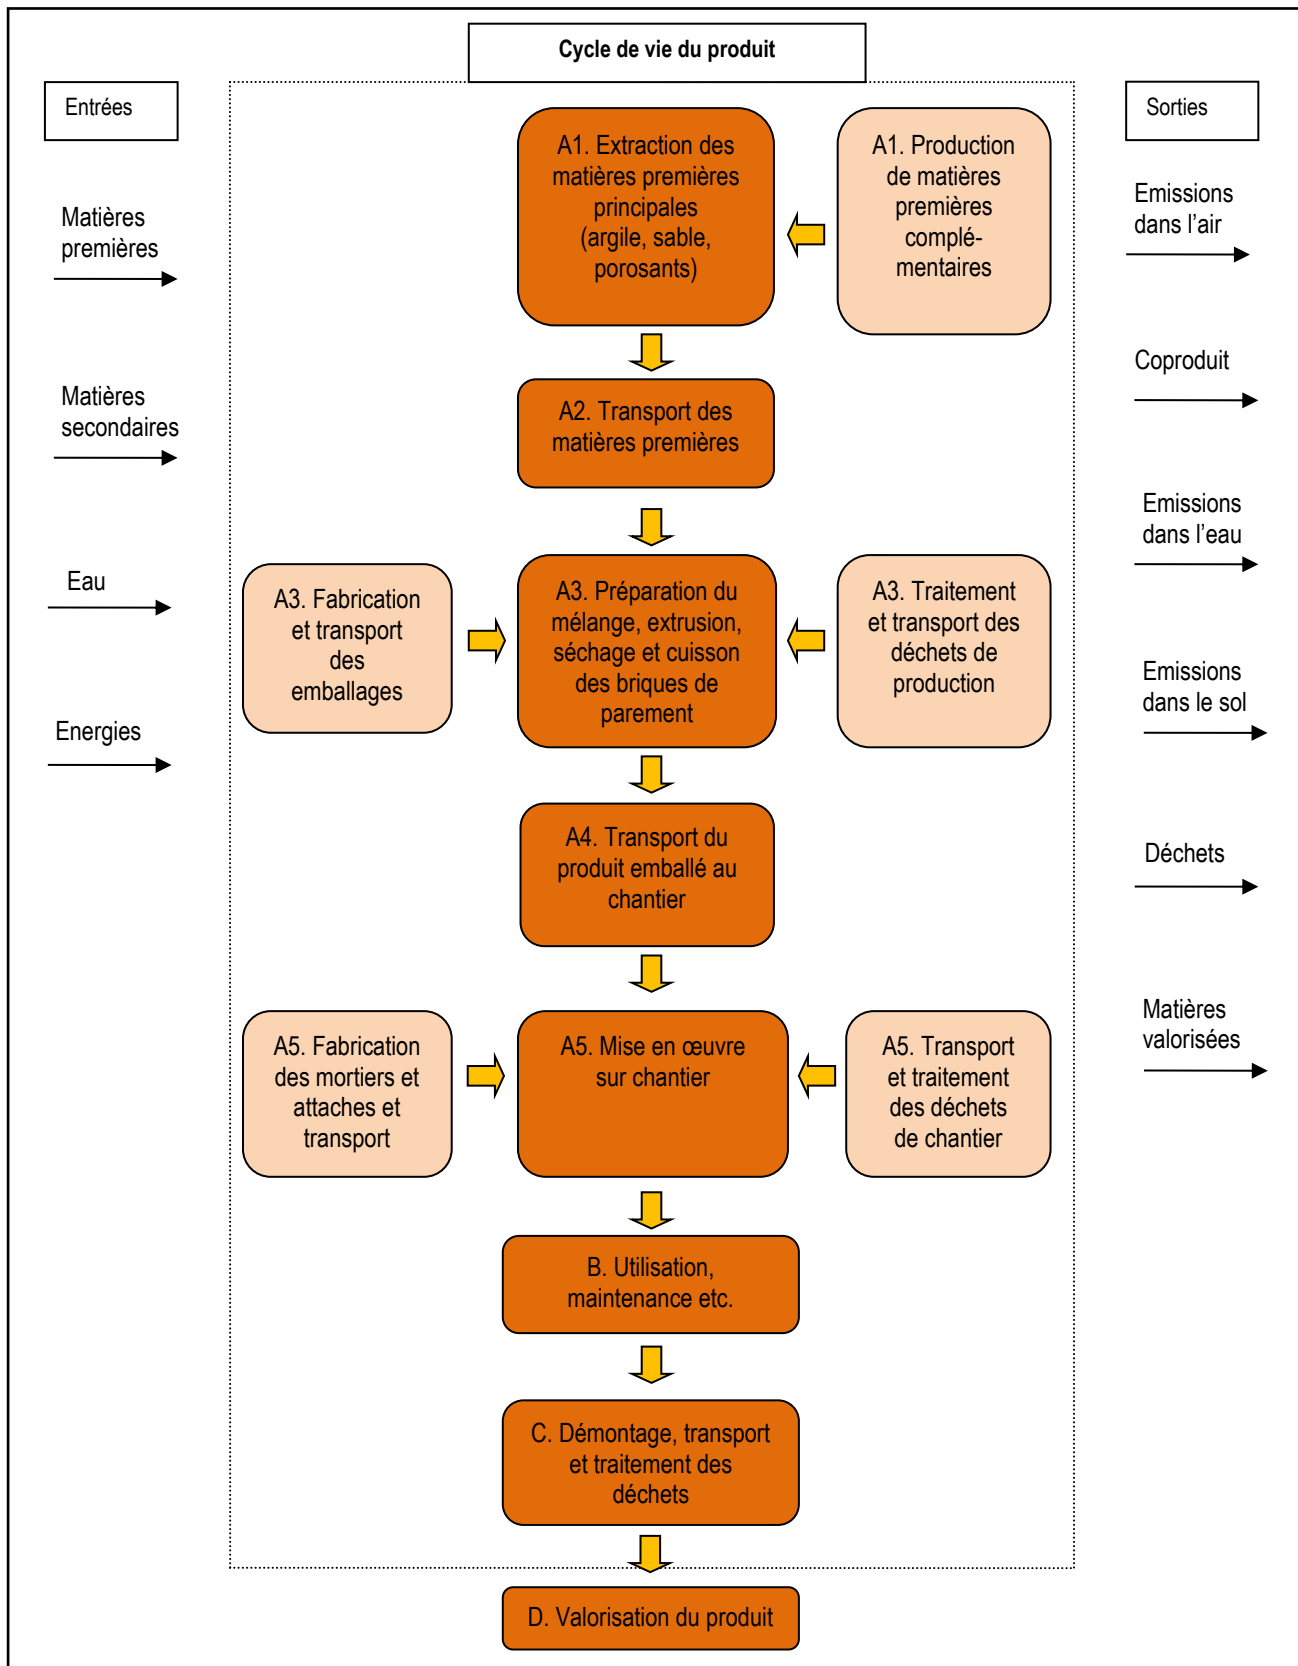 Cycle de vie du produit
Entrées
Sorties
A1. Extraction des
matières premières
principales
(argile, sable,
porosants)
A1. Production
de matières
premières
complé-
mentaires
Matières
premières
Emissions
dans l’air
A2. Transport des
matières premières
Matières
secondaires
Coproduit
Eau
Emissions
dans l’eau
A3. Fabrication
et transport
des
emballages
A3. Préparation du
mélange, extrusion,
séchage et cuisson
des briques de
parement
A3. Traitement
et transport des
déchets de
production
Energies
Emissions
dans le sol
A4. Transport du
produit emballé au
chantier
Déchets
A5. Fabrication
des mortiers et
attaches et
transport
A5. Mise en œuvre
sur chantier
A5. Transport
et traitement
des déchets
de chantier
Matières
valorisées
B. Utilisation,
maintenance etc.
C. Démontage, transport
et traitement des
déchets
D. Valorisation du produit